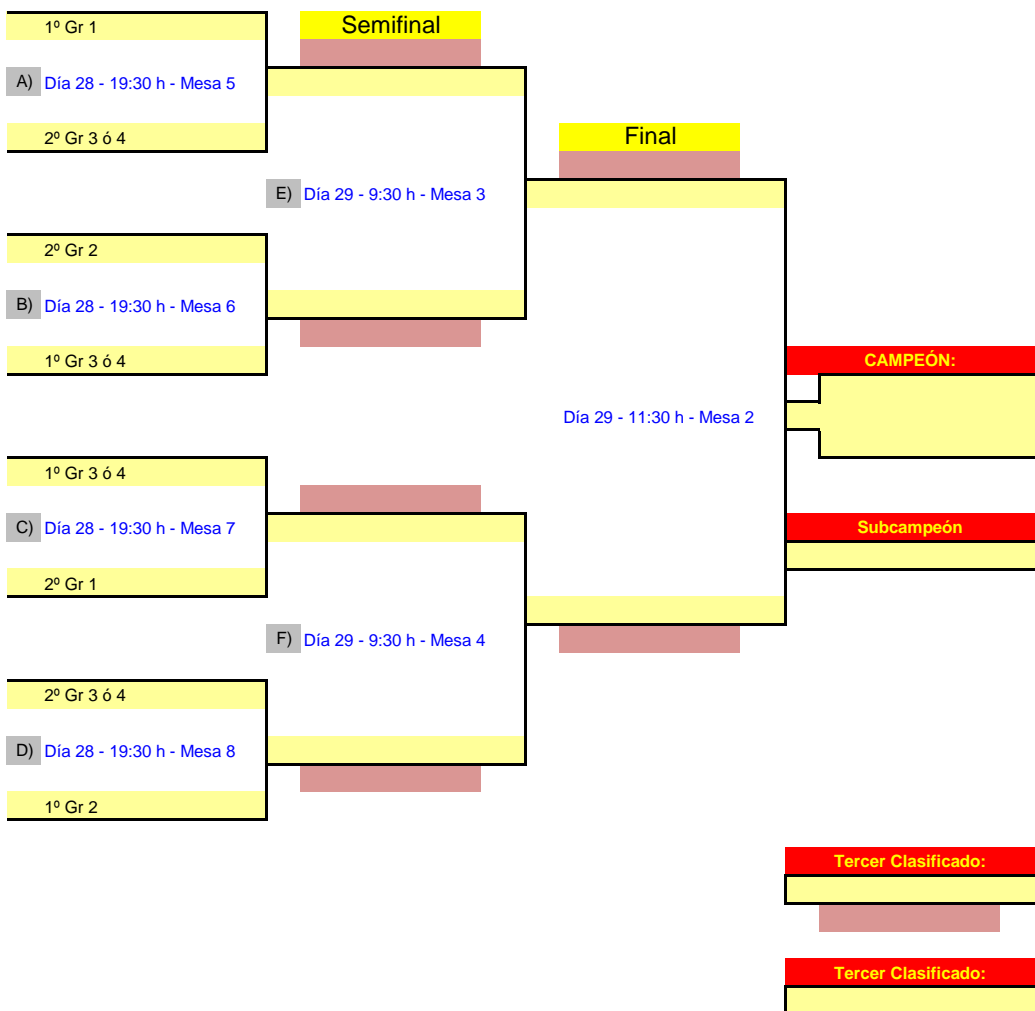 1º Gr 1
Semifinal
A) Día 28 - 19:30 h - Mesa 5
2º Gr 3 ó 4
Final
E) Día 29 - 9:30 h - Mesa 3
2º Gr 2
B) Día 28 - 19:30 h - Mesa 6
1º Gr 3 ó 4
CAMPEÓN:
Día 29 - 11:30 h - Mesa 2
1º Gr 3 ó 4
C) Día 28 - 19:30 h - Mesa 7
Subcampeón
2º Gr 1
F) Día 29 - 9:30 h - Mesa 4
2º Gr 3 ó 4
D) Día 28 - 19:30 h - Mesa 8
1º Gr 2
Tercer Clasificado:
Tercer Clasificado: